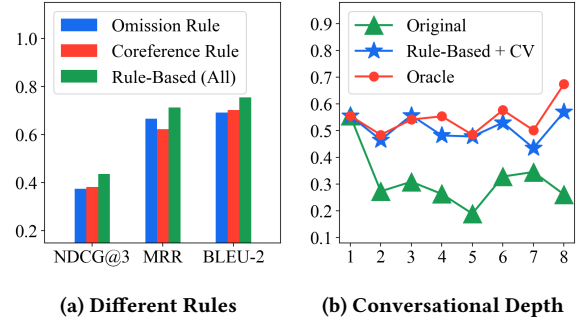 Omission Rule
Coreference Rule
Rule-Based (All)
1.0
0.8
0.6
0.4
0.2
NDCG@3 MRR BLEU-2
(a) Different Rules
Original
Rule-Based + CV
Oracle
0.9
0.8
0.7
0.6
0.5
0.4
0.3
0.2
0.1
1 2 3 4 5 6 7 8
(b) Conversational Depth